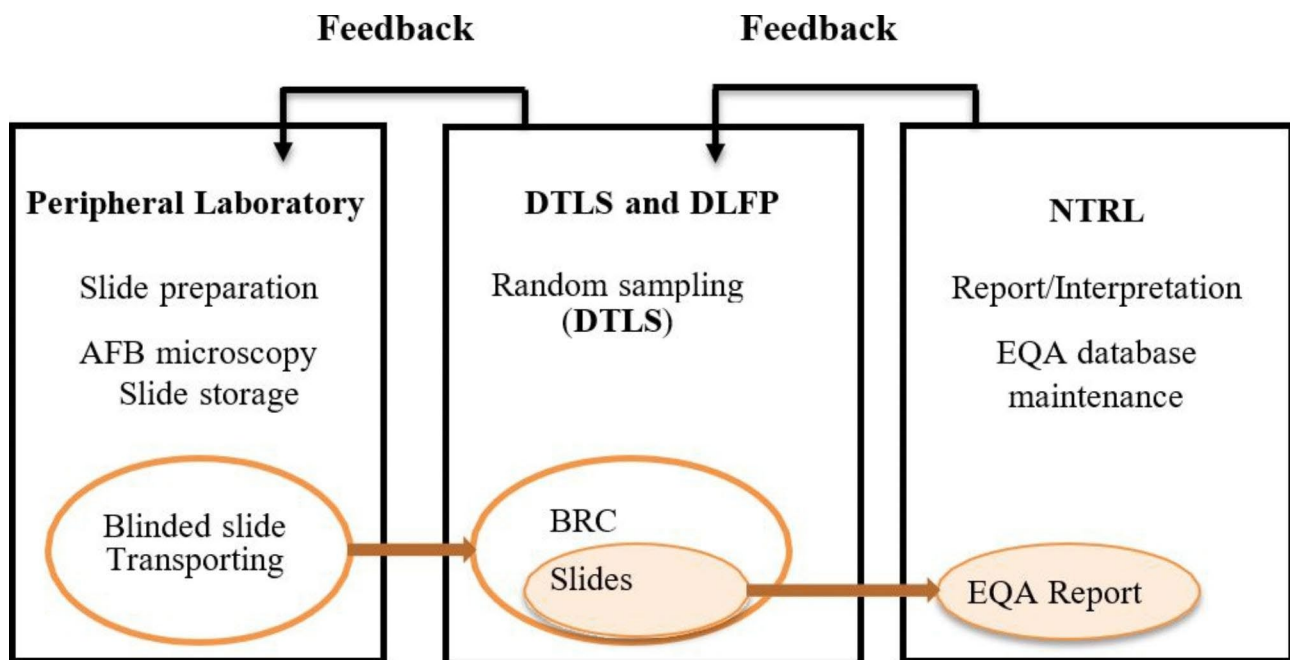 Feedback
Feedback
Peripheral Laboratory
Slide preparation
AFB microscopy
Slide storage
Blinded slide
Transporting
DTLS and DLFP
Random sampling
(DTLS)
BRC
Slides
NTRL
Report/Interpretation
EQA database
maintenance
EQA Report